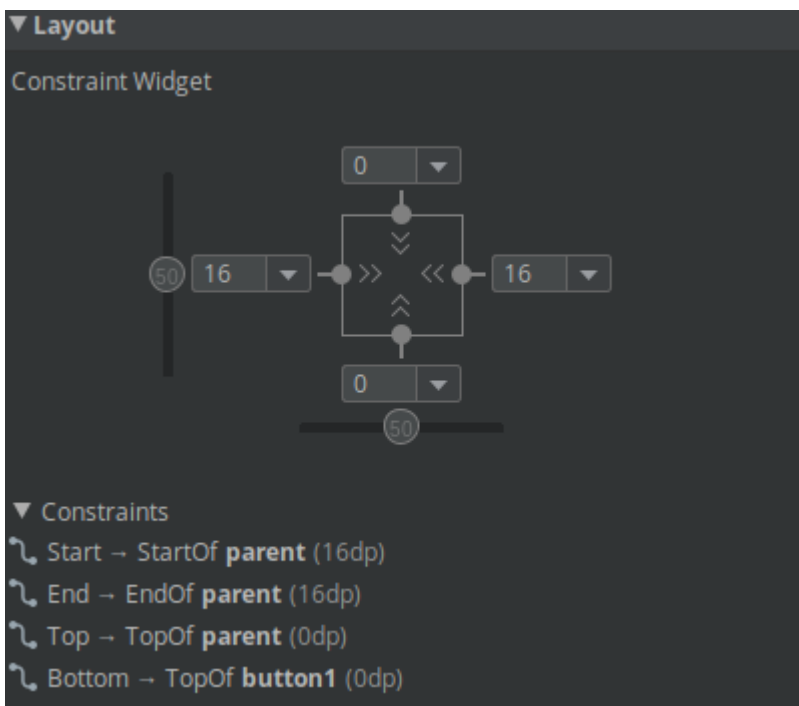 Layout
Constraint Widget
0
50 16 16
0
50
Constraints
Start → StartOf parent (16dp)
End → EndOf parent (16dp)
Top → TopOf parent (0dp)
Bottom → TopOf button1 (0dp)